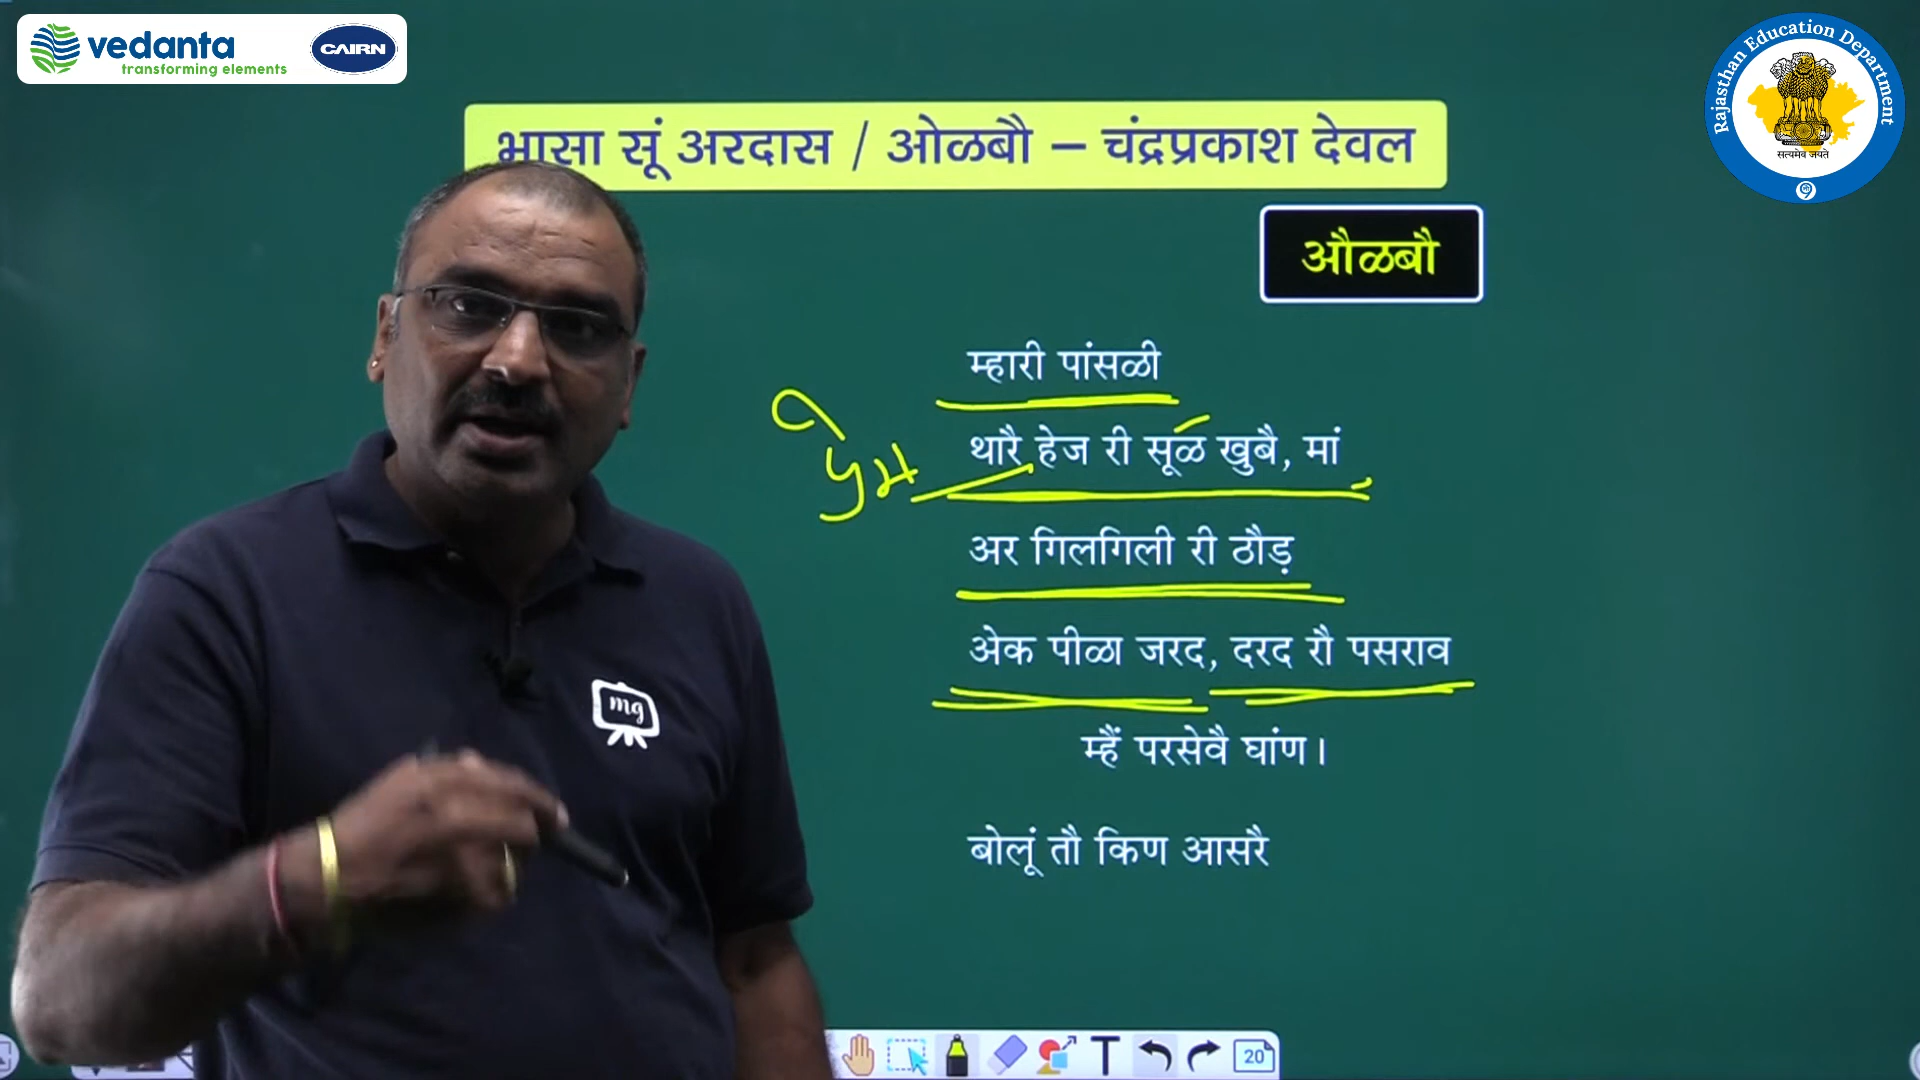 vedanta
transforming elements
CAIRN
Rajasthan Education Department
सत्यमेव जयते
भासा सूं अरदास / ओळबौ – चंद्रप्रकाश देवल
औळबौ
म्हारी पांसळी
थारै हेज री सूळ खुबै, मां
प्रेम
अर गिलगिली री ठौड़
अेक पीळा जरद, दरद रौ पसराव
म्हैं परसेवै घांण।
बोलूं तौ किण आसरै
mg
T
20